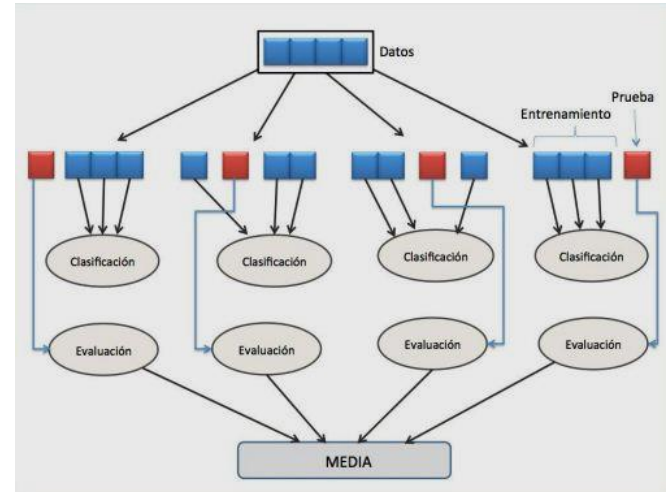 Datos
Prueba
Entrenamiento
Clasificación
Clasificación
Clasificación
Clasificación
Evaluación
Evaluación
Evaluación
Evaluación
MEDIA